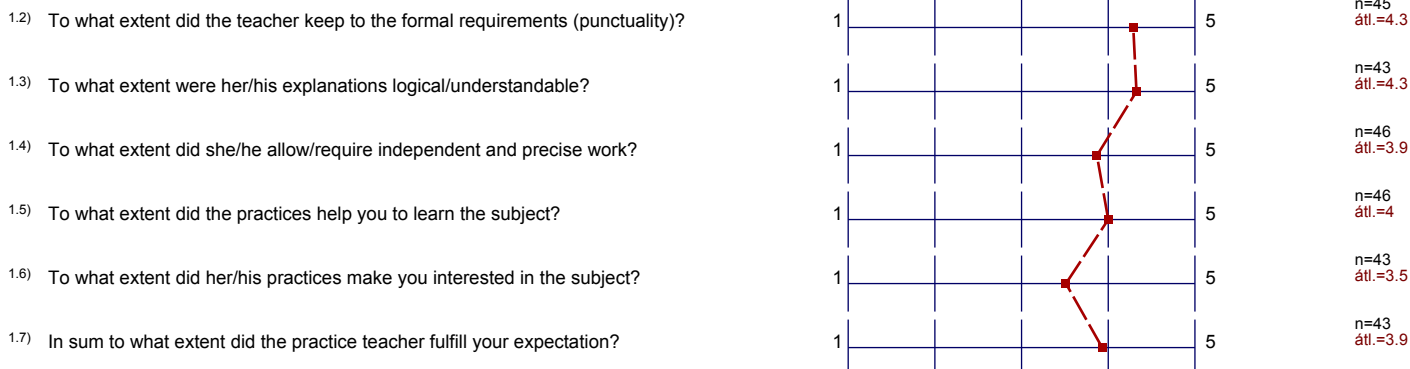 n=45
1.2) To what extent did the teacher keep to the formal requirements (punctuality)? 1 5 átl.=4.3
n=43
1.3) To what extent were her/his explanations logical/understandable? 1 5 átl.=4.3
n=46
1.4) To what extent did she/he allow/require independent and precise work? 1 5 átl.=3.9
n=46
1.5) To what extent did the practices help you to learn the subject? 1 5 átl.=4
n=43
1.6) To what extent did her/his practices make you interested in the subject? 1 5 átl.=3.5
n=43
1.7) In sum to what extent did the practice teacher fulfill your expectation? 1 5 átl.=3.9